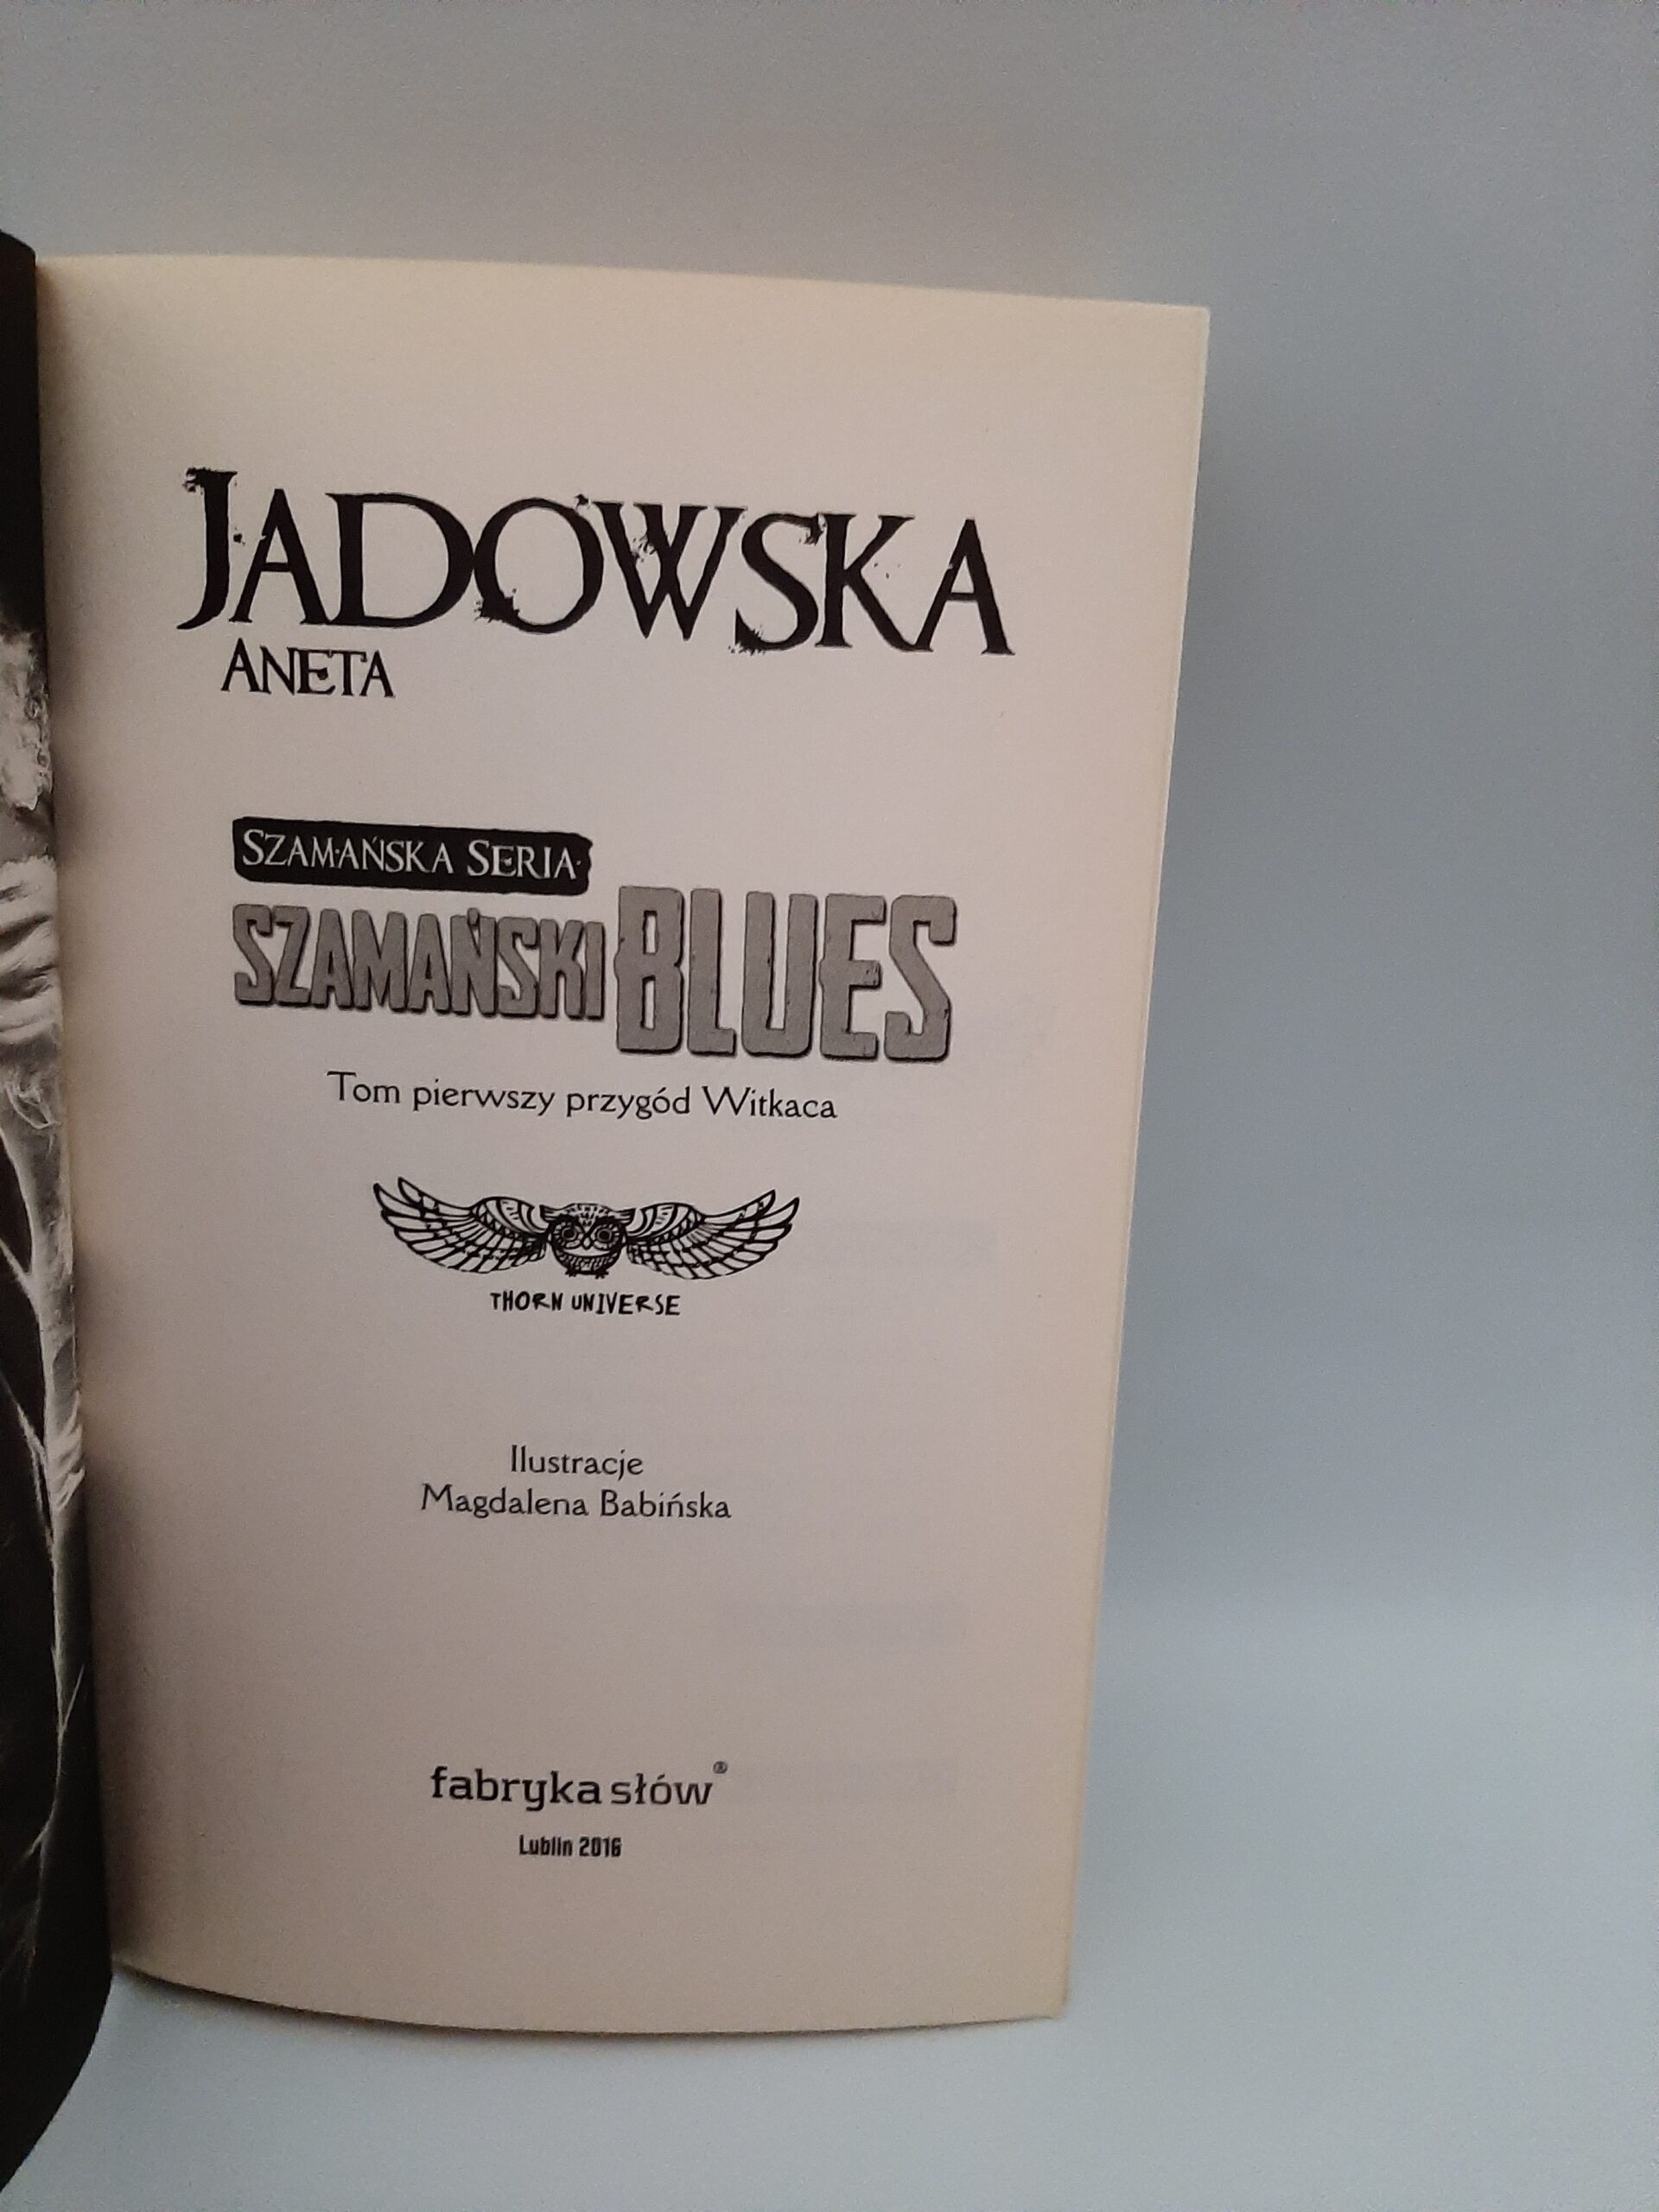 JADOWSKA
ANETA
SZAMAŃSKA SERIA
SZAMAŃSKI BLUES
Tom pierwszy przygód Witkaca
THORN UNIVERSE
Ilustracje
Magdalena Babińska
fabryka słów®
Lublin 2016